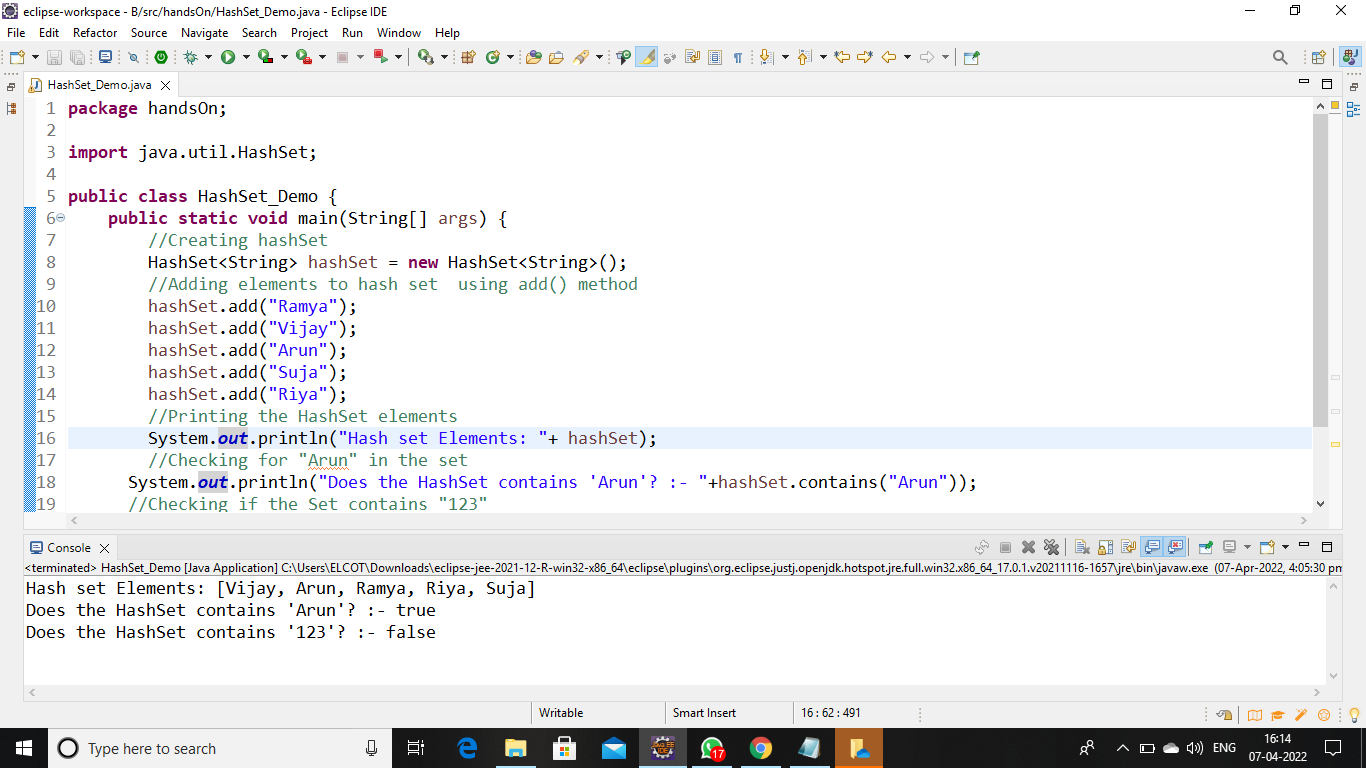 eclipse-workspace - B/src/handsOn/HashSet_Demo.java - Eclipse IDE
File Edit Refactor Source Navigate Search Project Run Window Help
HashSet_Demo.java
1 package handsOn;
2
3 import java.util.HashSet;
4
5 public class HashSet_Demo {
6 public static void main(String[] args) {
7 //Creating hashSet
8 HashSet<String> hashSet = new HashSet<String>();
9 //Adding elements to hash set  using add() method
10 hashSet.add("Ramya");
11 hashSet.add("Vijay");
12 hashSet.add("Arun");
13 hashSet.add("Suja");
14 hashSet.add("Riya");
15 //Printing the HashSet elements
16 System.out.println("Hash set Elements: "+ hashSet);
17 //Checking for "Arun" in the set
18 System.out.println("Does the HashSet contains 'Arun'? :- "+hashSet.contains("Arun"));
19 //Checking if the Set contains "123"
Console
<terminated> HashSet_Demo [Java Application] C:\Users\ELCOT\Downloads\eclipse-jee-2021-12-R-win32-x86_64\eclipse\plugins\org.eclipse.justj.openjdk.hotspot.jre.full.win32.x86_64_17.0.1.v20211116-1657\jre\bin\javaw.exe (07-Apr-2022, 4:05:30 pm
Hash set Elements: [Vijay, Arun, Ramya, Riya, Suja]
Does the HashSet contains 'Arun'? :- true
Does the HashSet contains '123'? :- false
Writable Smart Insert 16 : 62 : 491
Type here to search
17
ENG
16:14
07-04-2022